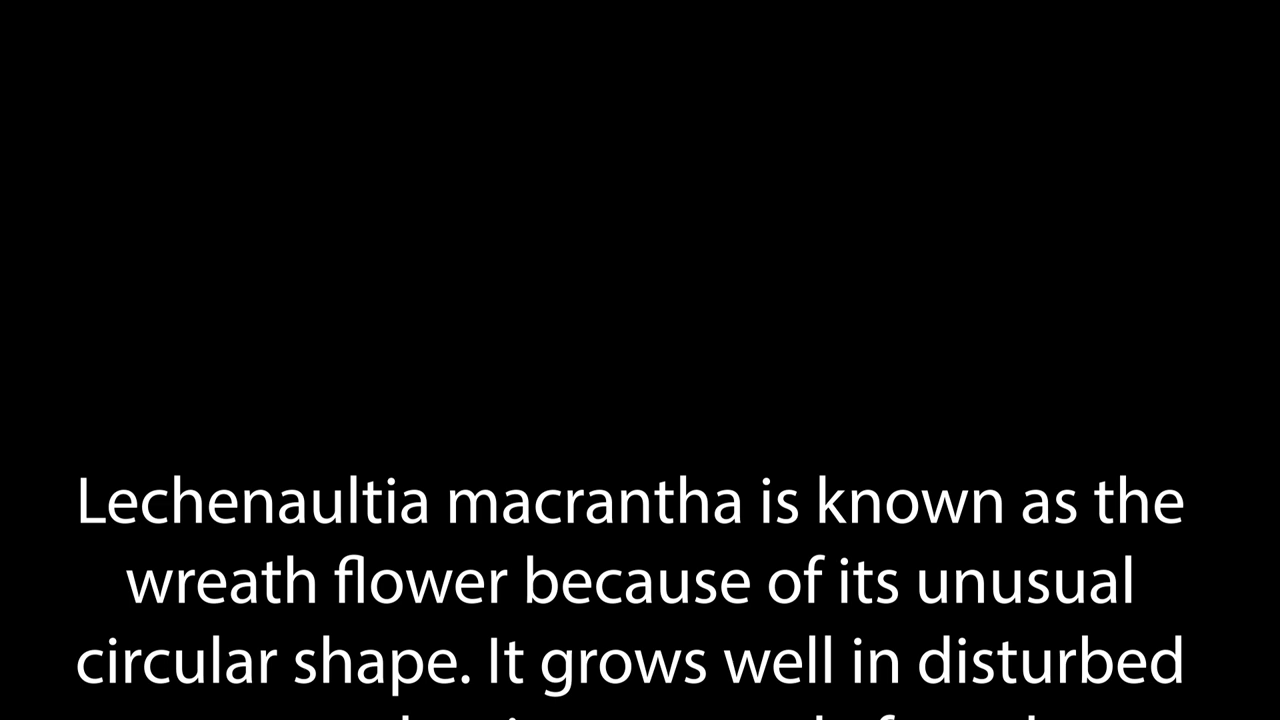 Lechenaultia macrantha is known as the
wreath flower because of its unusual
circular shape. It grows well in disturbed